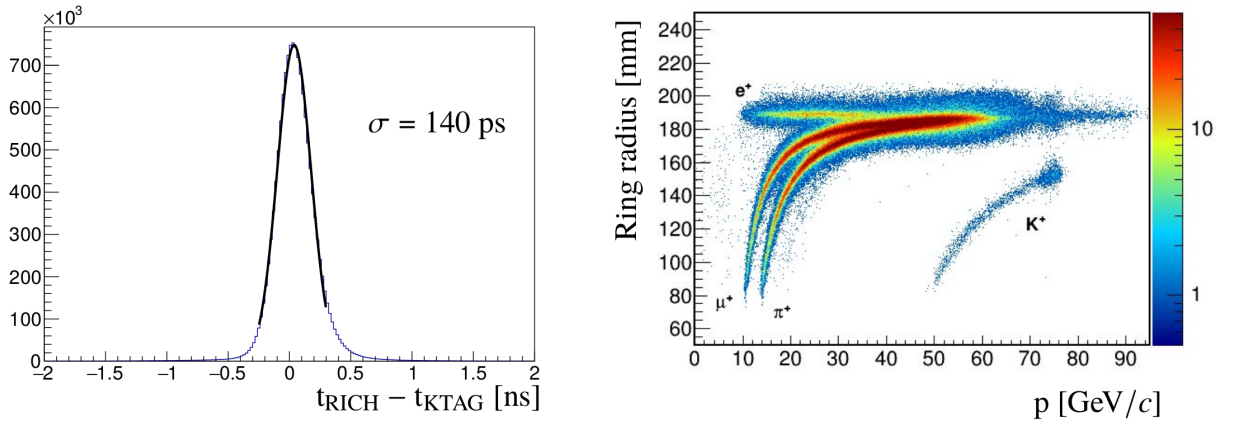 ×10³
700
600
500
400
300
200
100
0
−2 −1.5 −1 −0.5 0 0.5 1 1.5 2
σ = 140 ps
t_RICH − t_KTAG [ns]
Ring radius [mm]
240
220
200
180
160
140
120
100
80
60
0 10 20 30 40 50 60 70 80 90
e⁺
μ⁺
π⁺
K⁺
10
1
p [GeV/c]